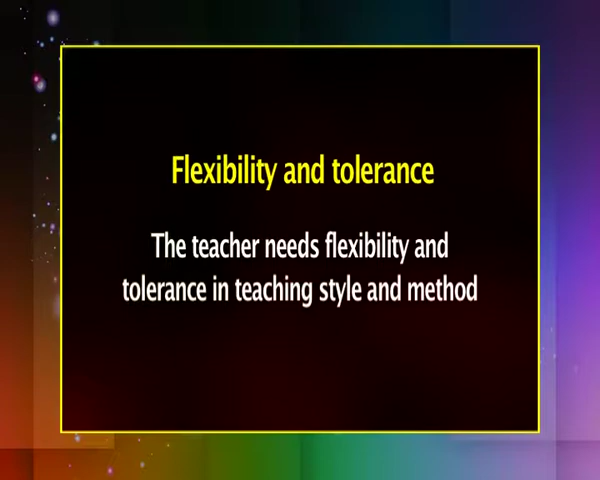 Flexibility and tolerance
The teacher needs flexibility and
tolerance in teaching style and method